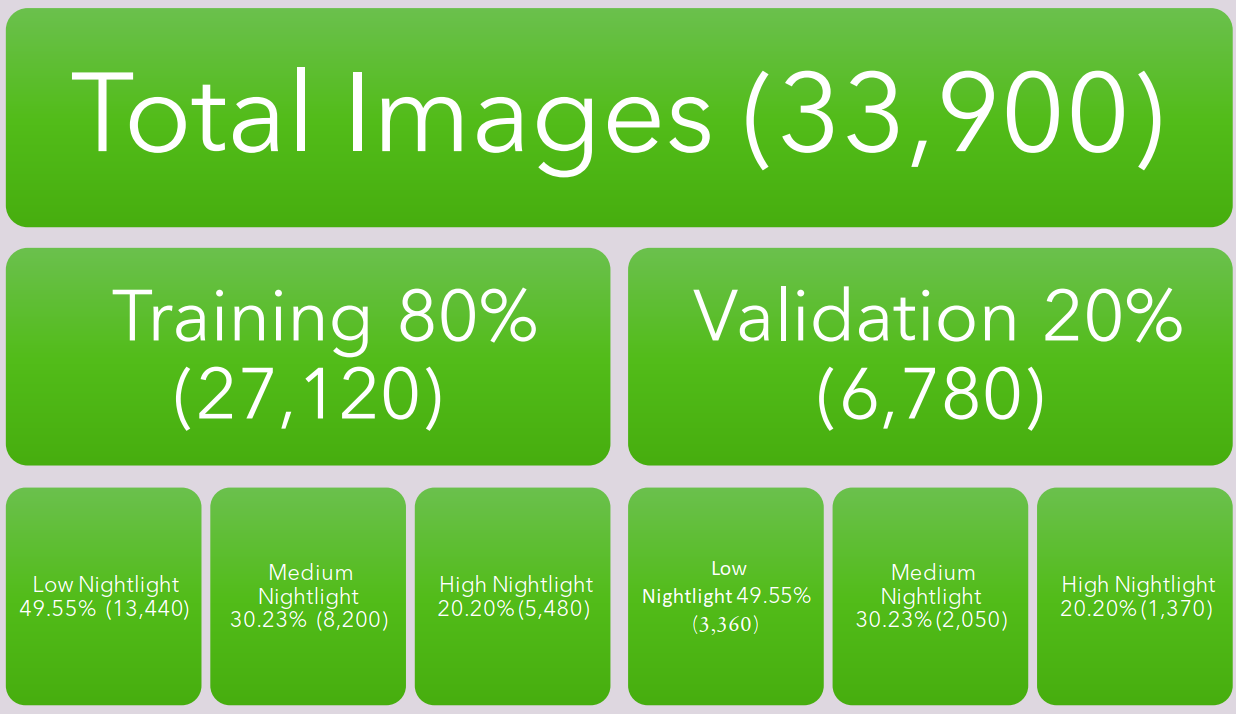 Total Images (33,900)
Training 80%
(27,120)
Validation 20%
(6,780)
Low Nightlight
49.55% (13,440)
Medium
Nightlight
30.23% (8,200)
High Nightlight
20.20%(5,480)
Low
Nightlight 49.55%
(3,360)
Medium
Nightlight
30.23%(2,050)
High Nightlight
20.20%(1,370)